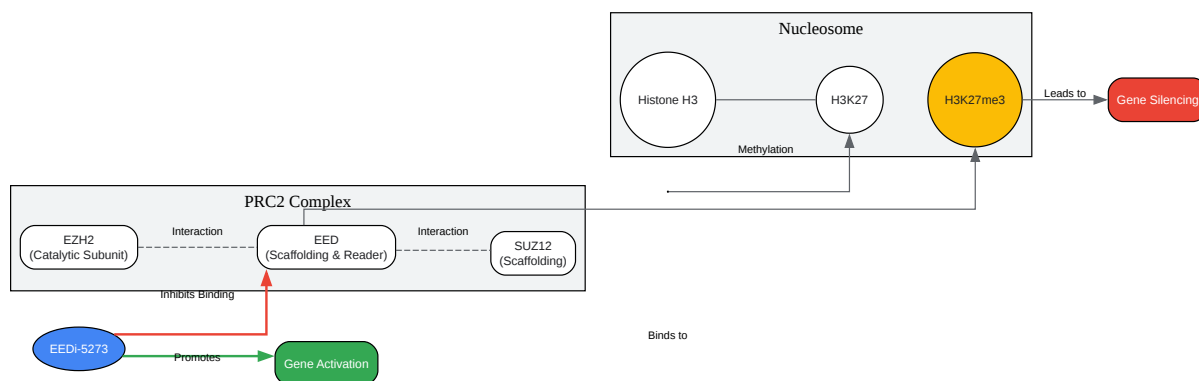 Nucleosome
Histone H3
H3K27
H3K27me3
Leads to
Gene Silencing
Methylation
PRC2 Complex
EZH2
(Catalytic Subunit)
Interaction
EED
(Scaffolding & Reader)
Interaction
SUZ12
(Scaffolding)
Inhibits Binding
EEDi-5273
Promotes
Gene Activation
Binds to